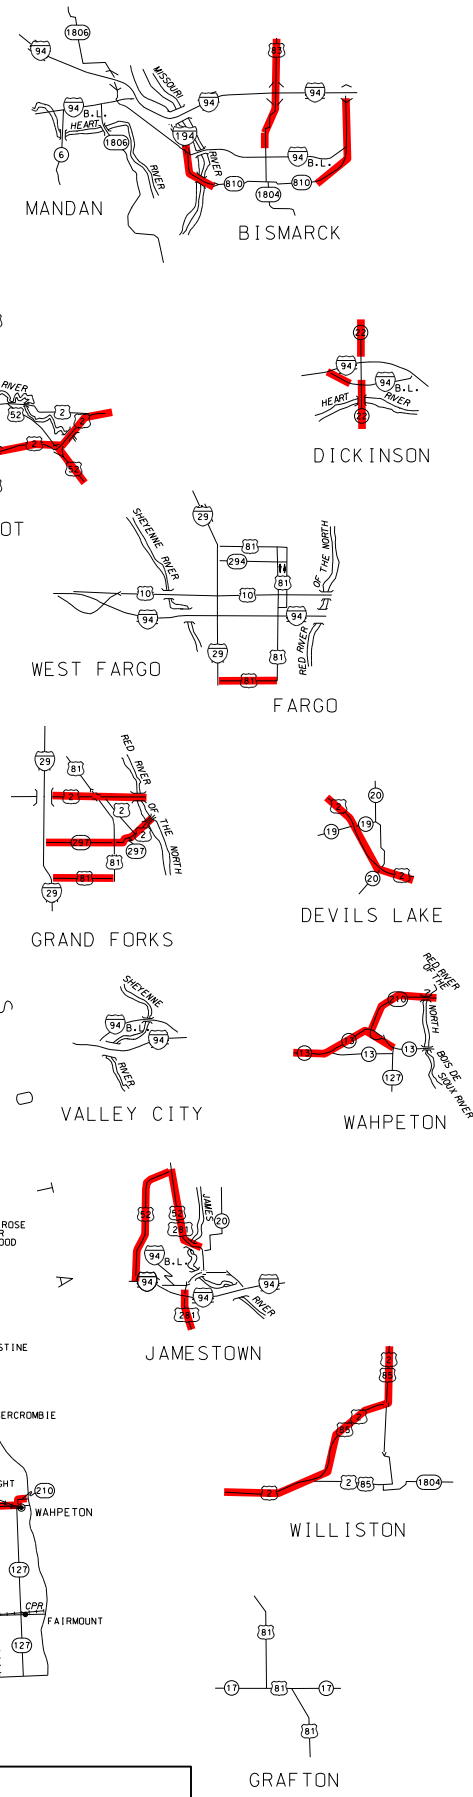 1806
94
83
MISSOURI
94
94
94
B.L.
HEART
194
1806
RIVER
RIVER
94
B.L.
6
810
810
1804
MANDAN
BISMARCK
22
94
94
B.L.
HEART
RIVER
22
DICKINSON
RIVER
52
2
2
52
OT
29
SHEYENNE RIVER
OF THE NORTH
81
294
81
10
10
94
94
RED RIVER
29
81
81
WEST FARGO
FARGO
RED RIVER
29
81
2
2
OF THE NORTH
297
2
297
81
81
29
GRAND FORKS
20
2
19
19
20
2
DEVILS LAKE
SHEYENNE
94
B.L.
94
RIVER
VALLEY CITY
RED RIVER
OF THE
NORTH
210
13
13
13
13
127
BOIS DE
SIOUX RIVER
WAHPETON
S
O
T
A
ROSE
R
OOD
JAMES
52
52
281
20
94
B.L.
94
94
94
RIVER
281
JAMESTOWN
STINE
2
85
2
85
2
2
85
1804
WILLISTON
ERCROMBIE
GHT
210
WAHPETON
127
CPR
FAIRMOUNT
127
81
17
81
17
81
GRAFTON